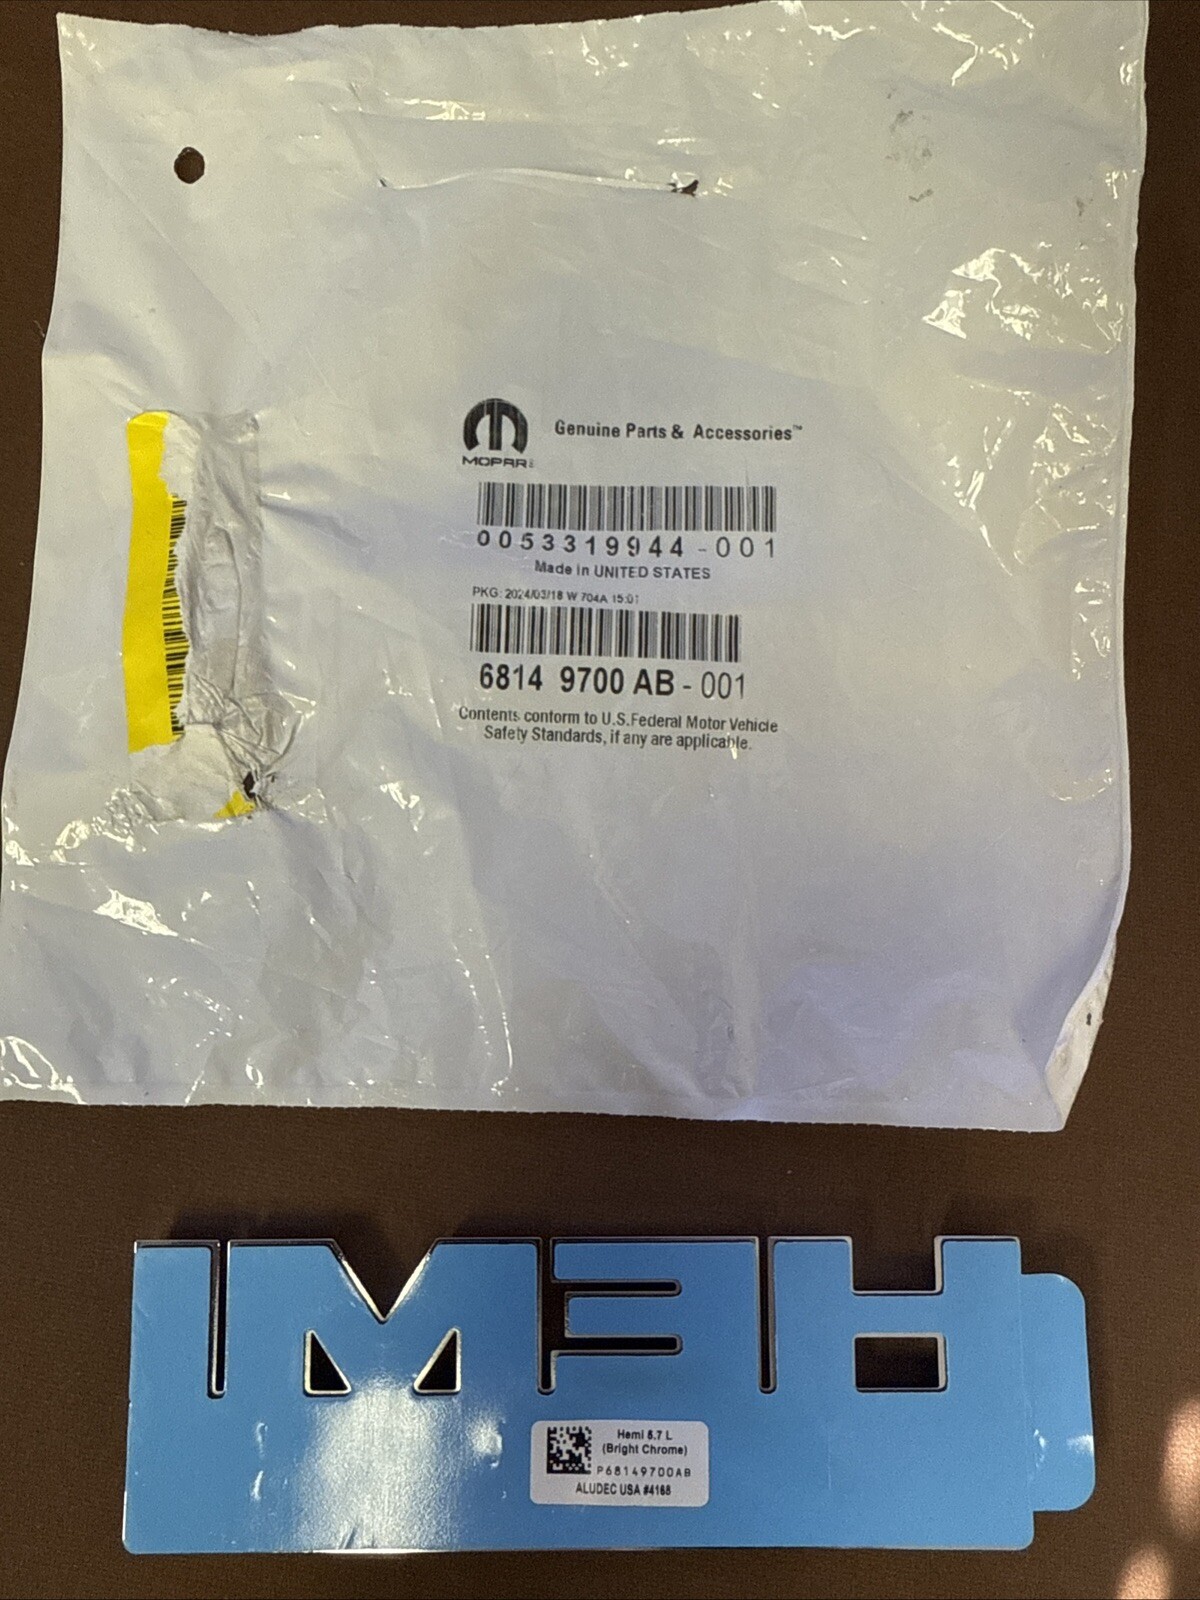 Genuine Parts & Accessories™
MOPAR
0053319944-001
Made in UNITED STATES
PKG: 2024/03/18 W 704A 15:01
6814 9700 AB - 001
Contents conform to U.S.Federal Motor Vehicle
Safety Standards, if any are applicable.
Hemi 5.7 L
(Bright Chrome)
P68149700AB
ALUDEC USA #4168